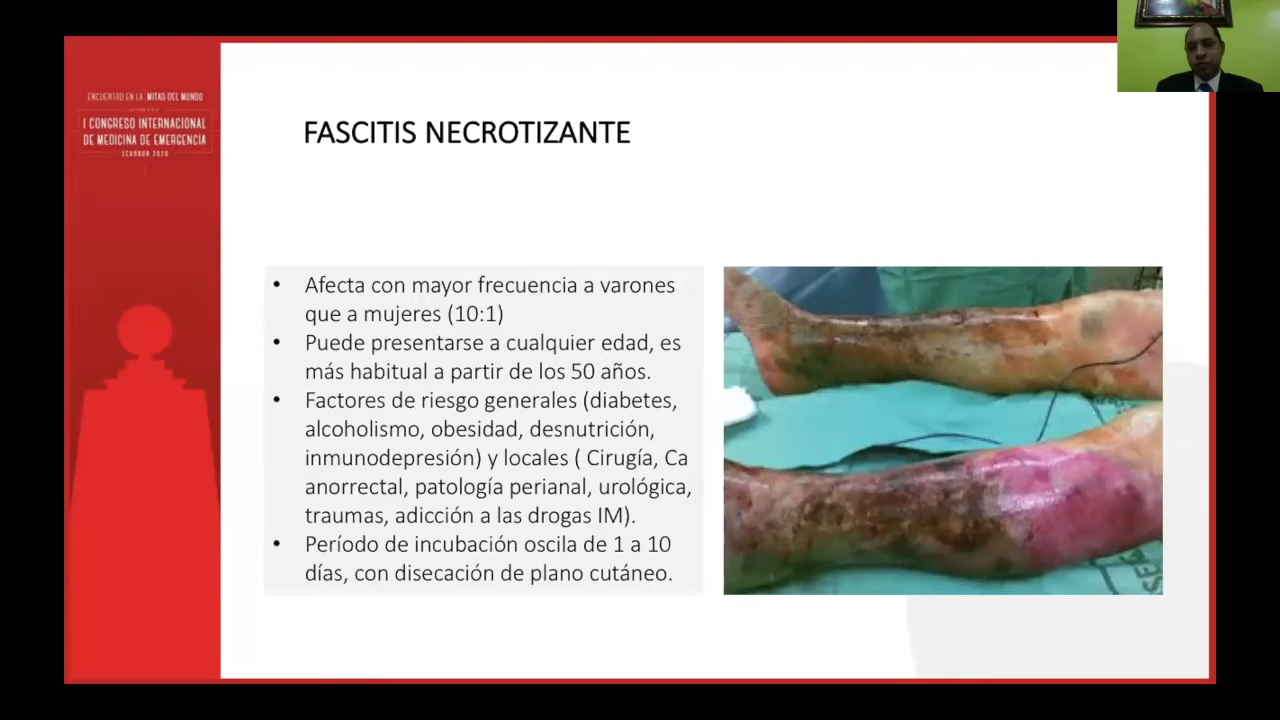 ENCUENTRO EN LA MITAD DEL MUNDO
I CONGRESO INTERNACIONAL
DE MEDICINA DE EMERGENCIA
ECUADOR 2020
FASCITIS NECROTIZANTE
• Afecta con mayor frecuencia a varones
que a mujeres (10:1)
• Puede presentarse a cualquier edad, es
más habitual a partir de los 50 años.
• Factores de riesgo generales (diabetes,
alcoholismo, obesidad, desnutrición,
inmunodepresión) y locales ( Cirugía, Ca
anorrectal, patología perianal, urológica,
traumas, adicción a las drogas IM).
• Período de incubación oscila de 1 a 10
días, con disecación de plano cutáneo.